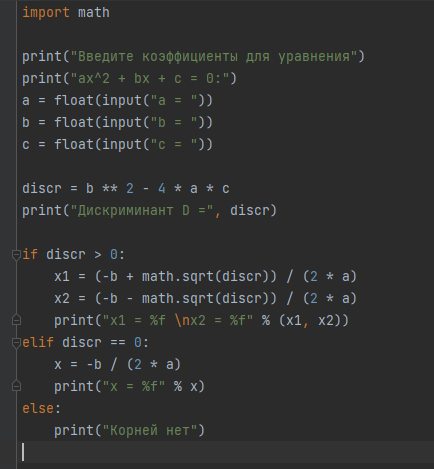 import math
print("Введите коэффициенты для уравнения")
print("ax^2 + bx + c = 0:")
a = float(input("a = "))
b = float(input("b = "))
c = float(input("c = "))
discr = b ** 2 - 4 * a * c
print("Дискриминант D =", discr)
if discr > 0:
    x1 = (-b + math.sqrt(discr)) / (2 * a)
    x2 = (-b - math.sqrt(discr)) / (2 * a)
    print("x1 = %f \nx2 = %f" % (x1, x2))
elif discr == 0:
    x = -b / (2 * a)
    print("x = %f" % x)
else:
    print("Корней нет")